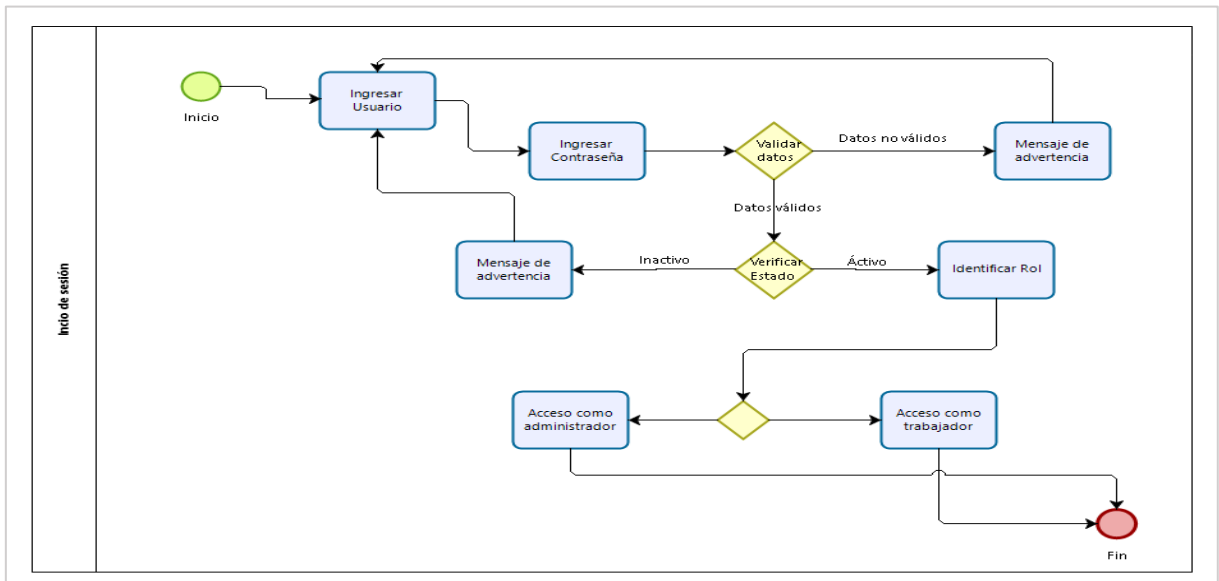 Incio de sesión
Inicio
Ingresar
Usuario
Ingresar
Contraseña
Validar
datos
Datos no válidos
Mensaje de
advertencia
Datos válidos
Mensaje de
advertencia
Inactivo
Verificar
Estado
Áctivo
Identificar Rol
Acceso como
administrador
Acceso como
trabajador
Fin